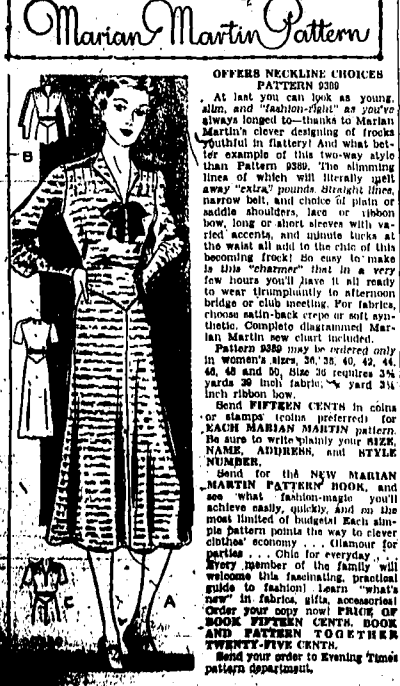 Marian Martin Pattern
OFFERS NECKLINE CHOICES
PATTERN 9389
At last you can look as young,
slim, and "fashion-right" as you've
always longed to—thanks to Marian
Martin's clever designing of frocks
youthful in flattery! And what bet-
ter example of this two-way style
than Pattern 9389. The slimming
lines of which will literally melt
away "extra" pounds. Straight lines,
narrow belt, and choice of plain or
saddle shoulders, lace or ribbon
bow, long or short sleeves with va-
ried accents, and minute tucks at
the waist all add to the chic of this
becoming frock! So easy to make
is this "charmer" that in a very
few hours you'll have it all ready
to wear triumphantly to afternoon
bridge or club meeting. For fabrics,
choose satin-back crepe or soft syn-
thetic. Complete diagrammed Mar-
ian Martin sew chart included.
Pattern 9389 may be ordered only
in women's sizes, 36, 38, 40, 42, 44,
46, 48 and 50. Size 36 requires 3¾
yards 39 inch fabric, yard 3¼
inch ribbon bow.
Send FIFTEEN CENTS in coins
or stamps (coins preferred) for
EACH MARIAN MARTIN pattern.
Be sure to write plainly your SIZE,
NAME, ADDRESS, and STYLE
NUMBER.
Send for the NEW MARIAN
MARTIN PATTERN BOOK, and
see what fashion-magic you'll
achieve easily, quickly, and on the
most limited of budgets! Each sim-
ple pattern points the way to clever
clothes economy . . Glamour for
parties . . . Chic for everyday . . .
Every member of the family will
welcome this fascinating, practical
guide to fashion! Learn "what's
new" in fabrics, gifts, accessories!
Order your copy now! PRICE OF
BOOK FIFTEEN CENTS. BOOK
AND PATTERN TOGETHER
TWENTY-FIVE CENTS.
Send your order to Evening Times
pattern department.
B
C
A